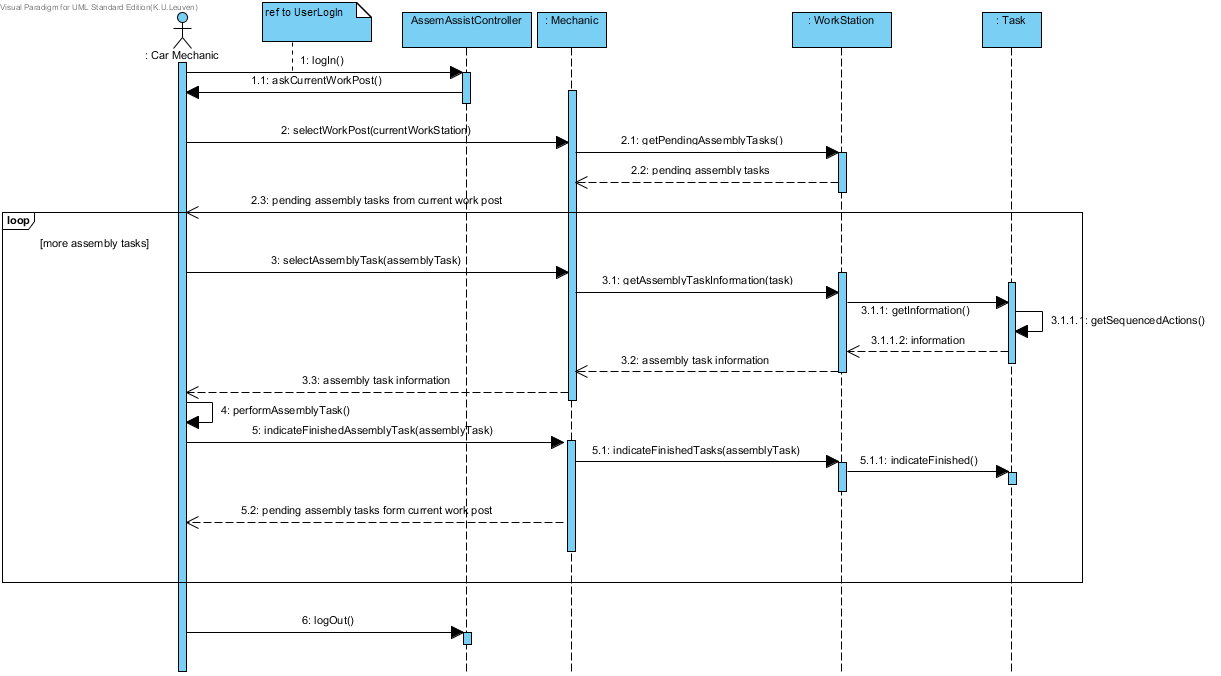 Visual Paradigm for UML Standard Edition(K.U.Leuven)
ref to UserLogIn
AssemAssistController
: Mechanic
: WorkStation
: Task
: Car Mechanic
1: logIn()
1.1: askCurrentWorkPost()
2: selectWorkPost(currentWorkStation)
2.1: getPendingAssemblyTasks()
2.2: pending assembly tasks
2.3: pending assembly tasks from current work post
loop
[more assembly tasks]
3: selectAssemblyTask(assemblyTask)
3.1: getAssemblyTaskInformation(task)
3.1.1: getInformation()
3.1.1.1: getSequencedActions()
3.1.1.2: information
3.2: assembly task information
3.3: assembly task information
4: performAssemblyTask()
5: indicateFinishedAssemblyTask(assemblyTask)
5.1: indicateFinishedTasks(assemblyTask)
5.1.1: indicateFinished()
5.2: pending assembly tasks form current work post
6: logOut()